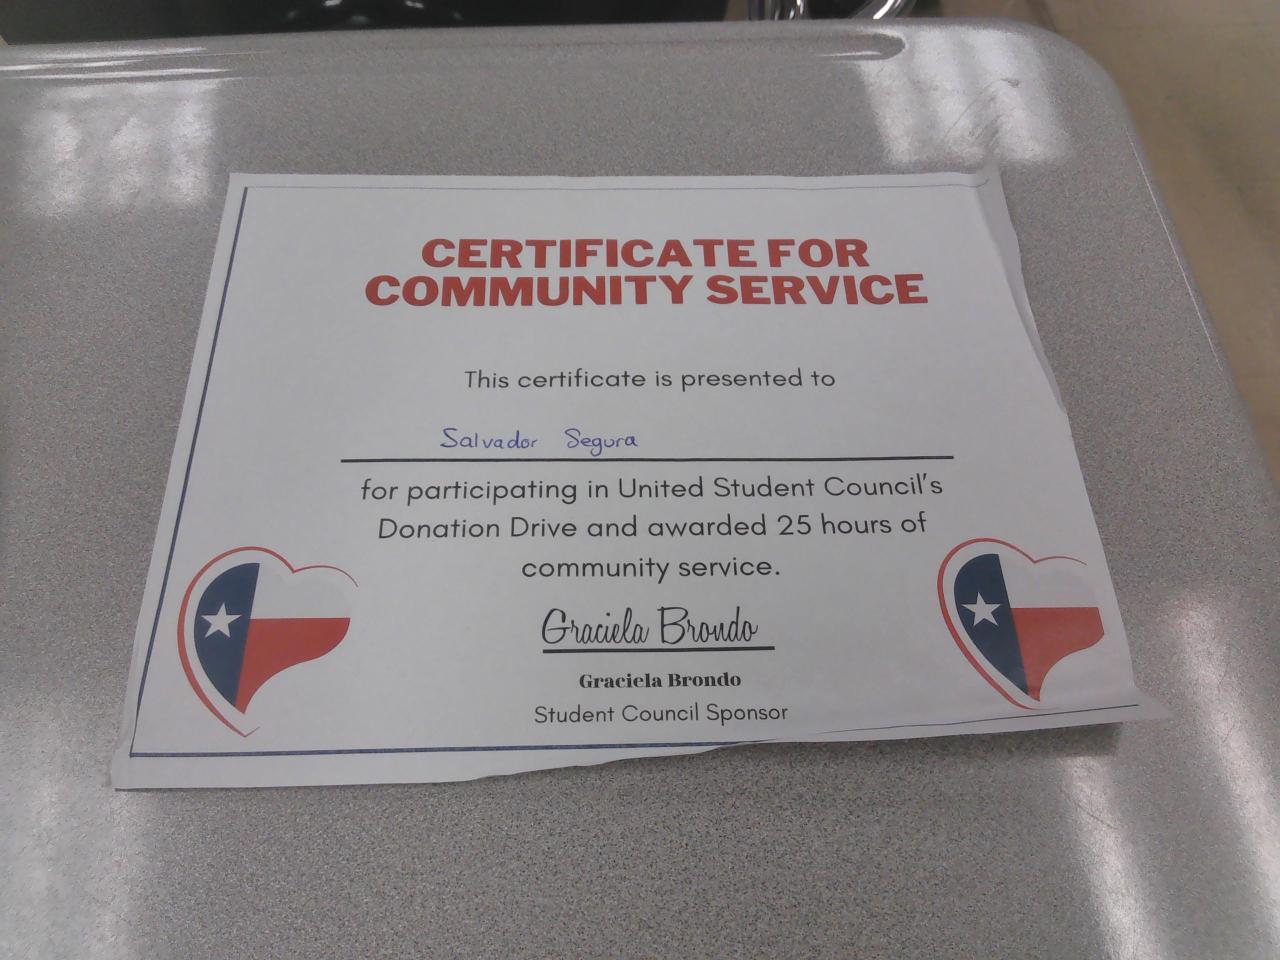 CERTIFICATE FOR
COMMUNITY SERVICE
This certificate is presented to
Salvador Segura
for participating in United Student Council's
Donation Drive and awarded 25 hours of
community service.
Graciela Brondo
Graciela Brondo
Student Council Sponsor